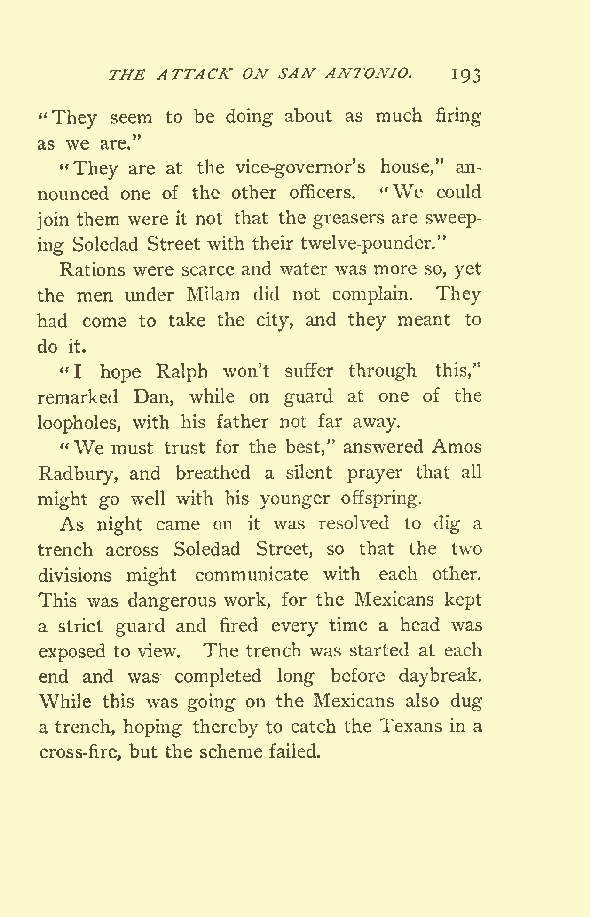 THE ATTACK ON SAN ANTONIO. 193
"They seem to be doing about as much firing
as we are."
"They are at the vice-governor's house," an-
nounced one of the other officers. "We could
join them were it not that the greasers are sweep-
ing Soledad Street with their twelve-pounder."
Rations were scarce and water was more so, yet
the men under Milam did not complain. They
had come to take the city, and they meant to
do it.
"I hope Ralph won't suffer through this,"
remarked Dan, while on guard at one of the
loopholes, with his father not far away.
"We must trust for the best," answered Amos
Radbury, and breathed a silent prayer that all
might go well with his younger offspring.
As night came on it was resolved to dig a
trench across Soledad Street, so that the two
divisions might communicate with each other.
This was dangerous work, for the Mexicans kept
a strict guard and fired every time a head was
exposed to view. The trench was started at each
end and was completed long before daybreak.
While this was going on the Mexicans also dug
a trench, hoping thereby to catch the Texans in a
cross-fire, but the scheme failed.